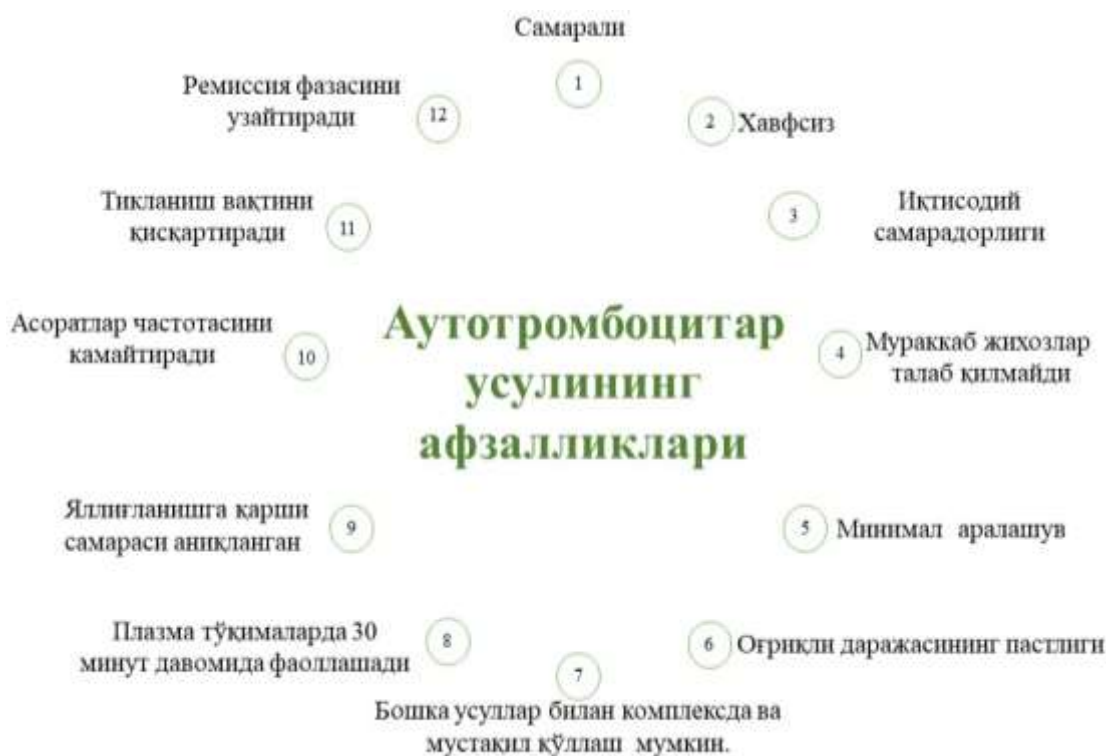 Самарали
1
2
Хавфсиз
3
Иқтисодий
самарадорлиги
4
Мураккаб жихозлар
талаб қилмайди
5
Минимал аралашув
6
Оғриқли даражасининг пастлиги
7
Бошка усуллар билан комплексда ва
мустақил қўллаш мумкин.
8
Плазма тўқималарда 30
минут давомида фаоллашади
9
Яллиғланишга қарши
самараси аниқланган
10
Асоратлар частотасини
камайтиради
11
Тикланиш вақтини
қисқартиради
12
Ремиссия фазасини
узайтиради
Аутотромбоцитар
усулининг
афзалликлари